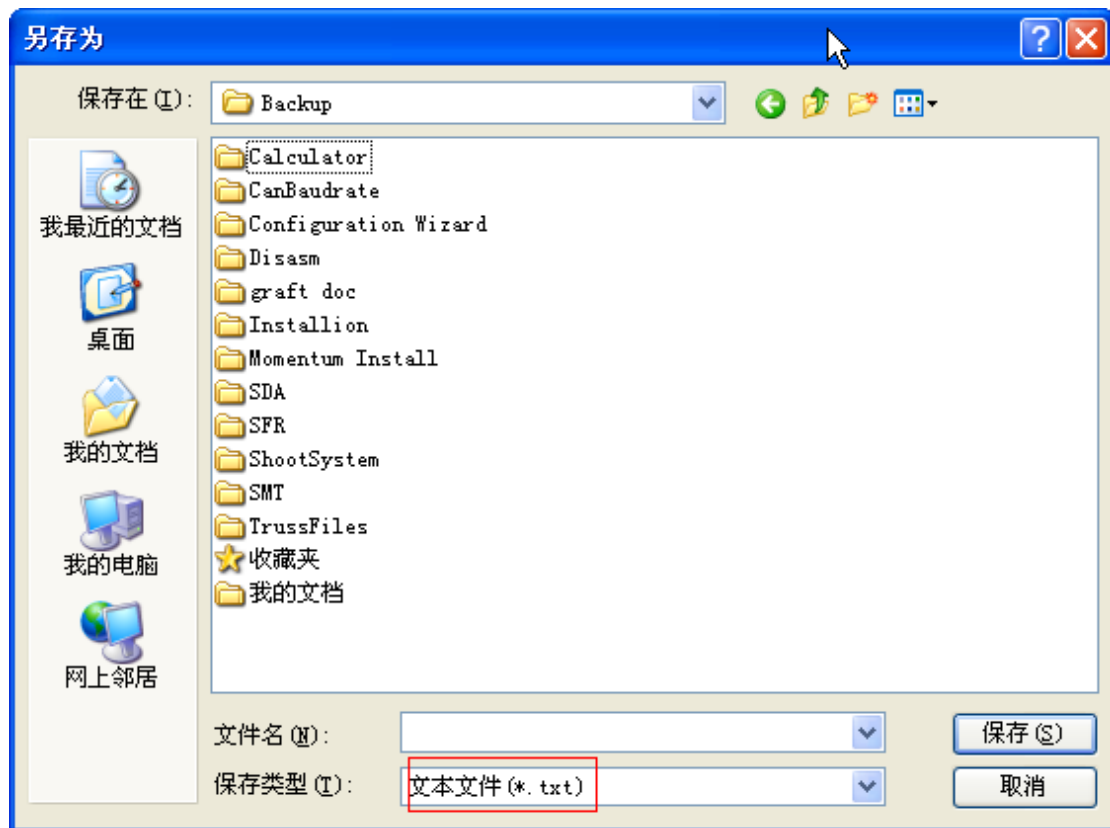 另存为
保存在(I):
Backup
我最近的文档
桌面
我的文档
我的电脑
网上邻居
Calculator
CanBaudrate
Configuration Wizard
Disasm
graft doc
Installion
Momentum Install
SDA
SFR
ShootSystem
SMT
TrussFiles
收藏夹
我的文档
文件名(N):
保存(S)
保存类型(T):
文本文件(*.txt)
取消